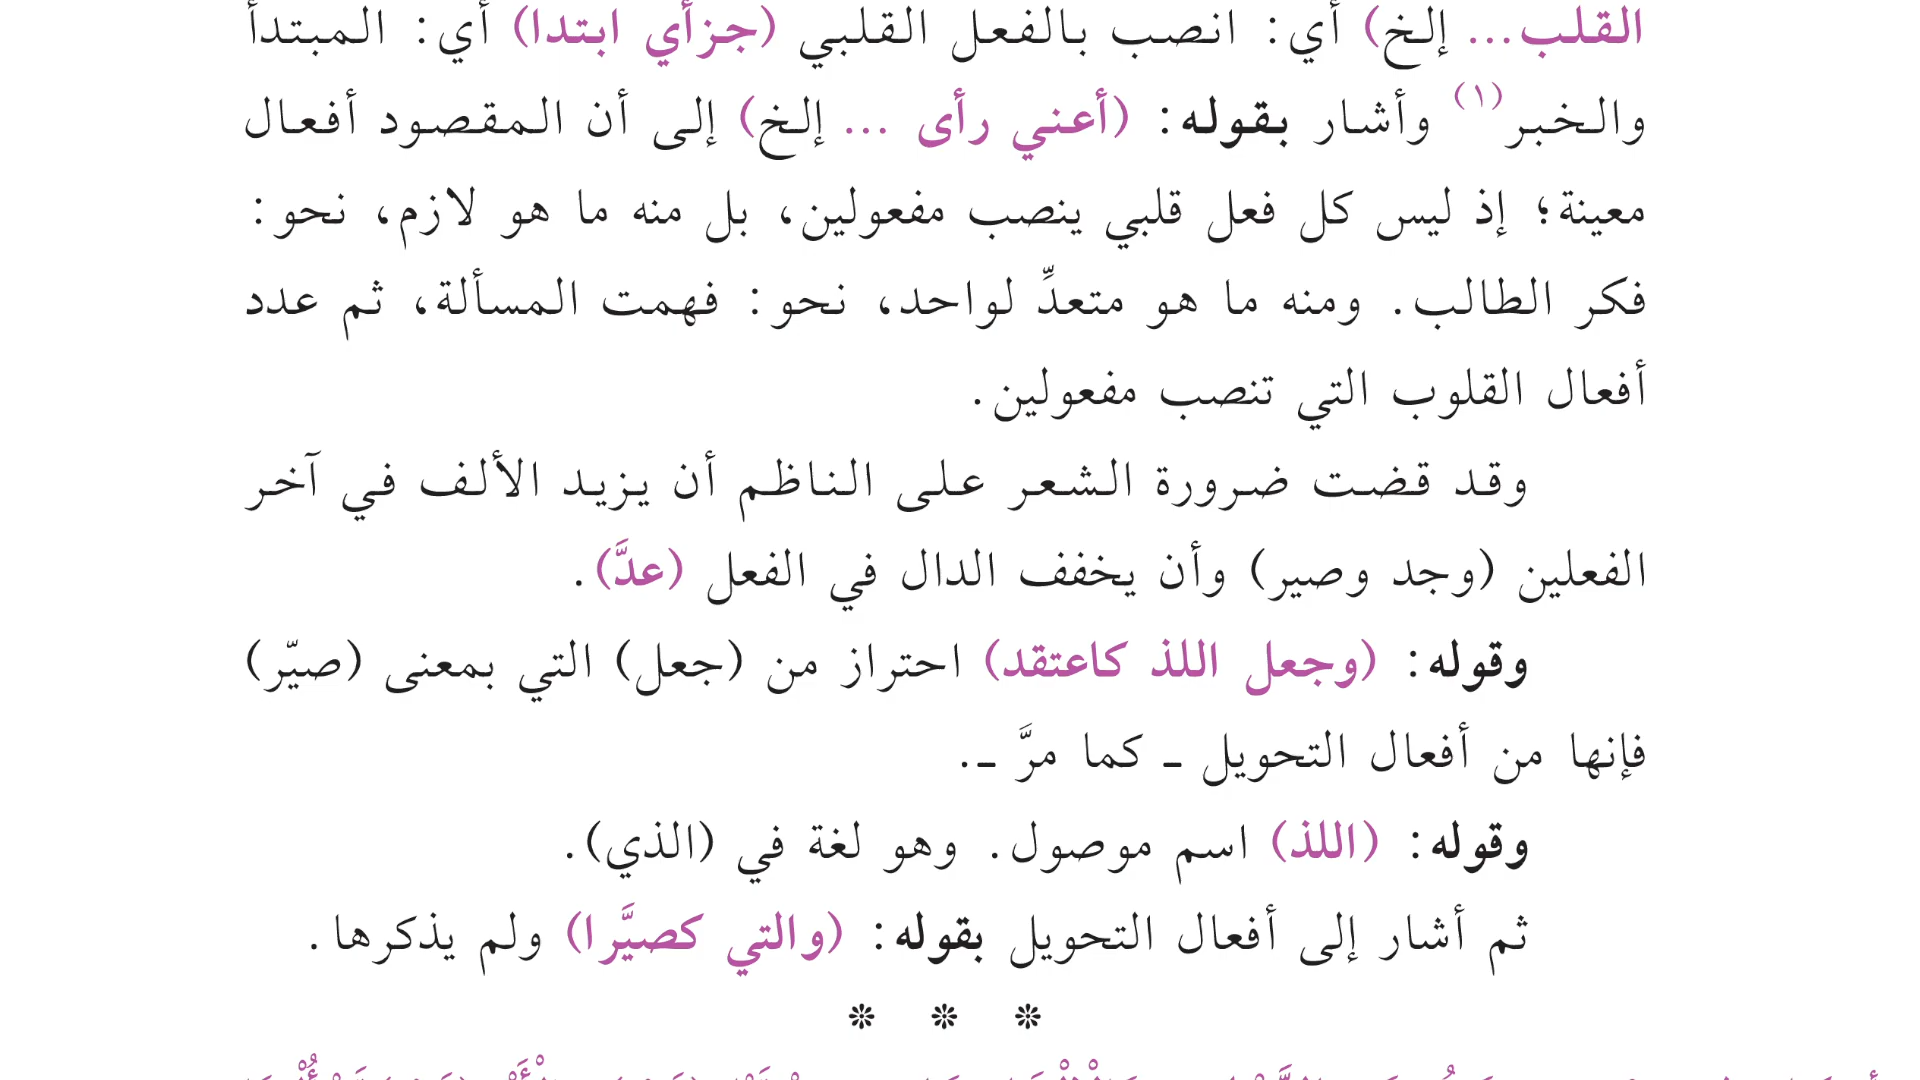 القلب... إلخ) أي: انصب بالفعل القلبي (جزأي ابتدا) أي: المبتدأ
والخبر(١) وأشار بقوله: (أعني رأى ... إلخ) إلى أن المقصود أفعال
معينة؛ إذ ليس كل فعل قلبي ينصب مفعولين، بل منه ما هو لازم، نحو:
فكر الطالب. ومنه ما هو متعدٍّ لواحد، نحو: فهمت المسألة، ثم عدد
أفعال القلوب التي تنصب مفعولين.
وقد قضت ضرورة الشعر على الناظم أن يزيد الألف في آخر
الفعلين (وجد وصير) وأن يخفف الدال في الفعل (عدَّ).
وقوله: (وجعل اللذ كاعتقد) احتراز من (جعل) التي بمعنى (صيّر)
فإنها من أفعال التحويل ـ كما مرَّ ـ.
وقوله: (اللذ) اسم موصول. وهو لغة في (الذي).
ثم أشار إلى أفعال التحويل بقوله: (والتي كصيَّرا) ولم يذكرها.
* * *